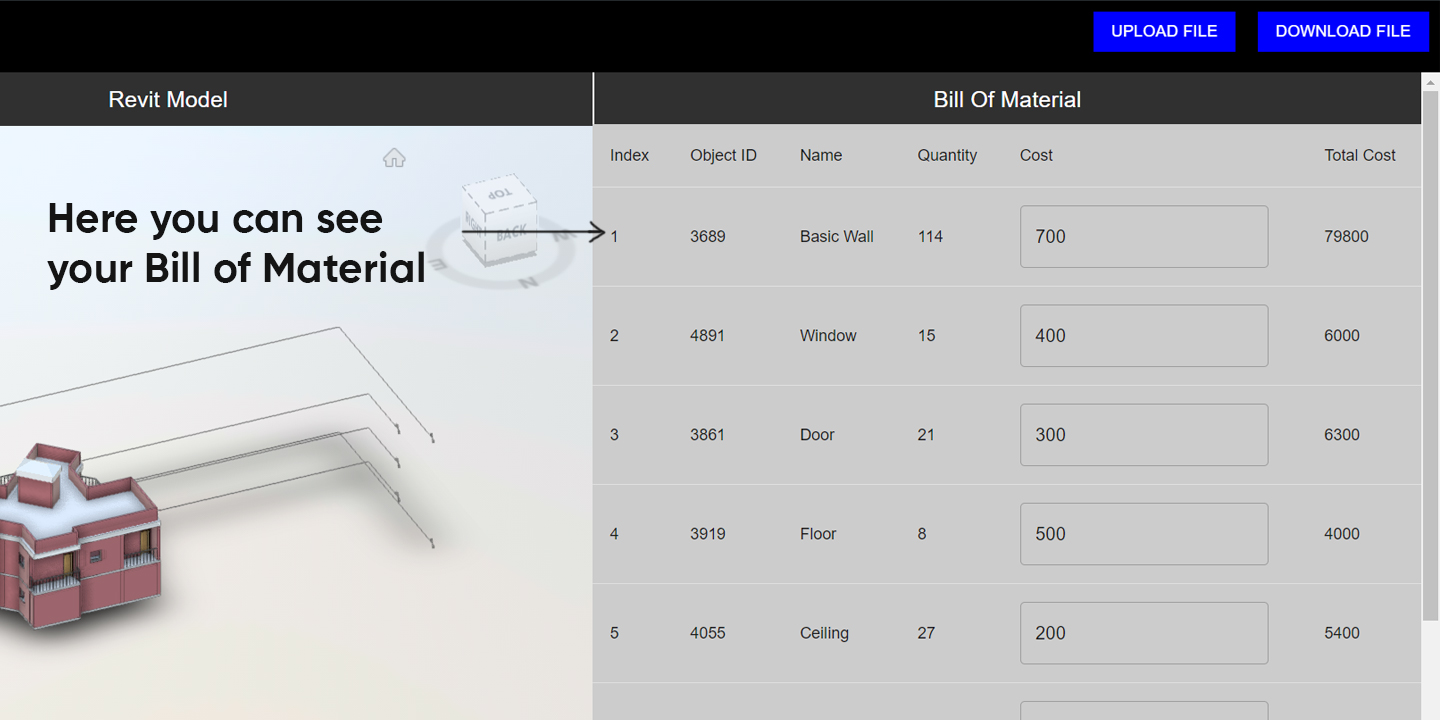 UPLOAD FILE DOWNLOAD FILE
Revit Model
Here you can see
your Bill of Material
TOP
BACK
E
N
Bill Of Material
Index Object ID Name Quantity Cost Total Cost
1 3689 Basic Wall 114 700 79800
2 4891 Window 15 400 6000
3 3861 Door 21 300 6300
4 3919 Floor 8 500 4000
5 4055 Ceiling 27 200 5400